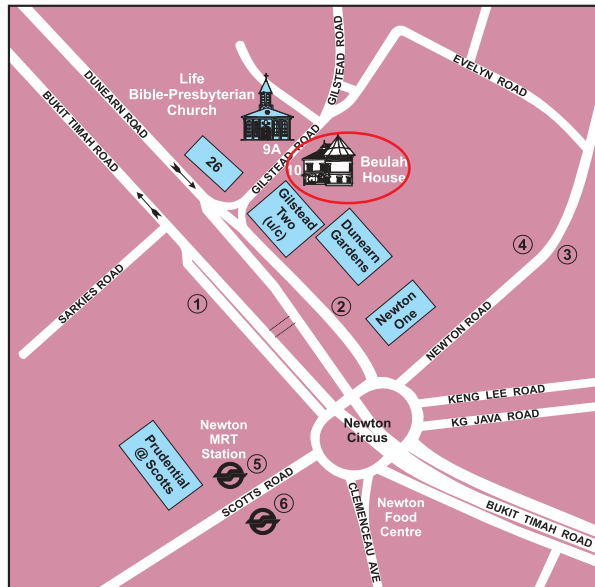 GILSTEAD ROAD
EVELYN ROAD
DUNEARN ROAD
BUKIT TIMAH ROAD
Life
Bible-Presbyterian
Church
9A
26
GILSTEAD ROAD
10
Beulah
House
Gilstead
Two
(u/c)
Dunearn
Gardens
4
3
SARKIES ROAD
1
2
Newton
One
NEWTON ROAD
KENG LEE ROAD
KG JAVA ROAD
Newton
Circus
Newton
MRT
Station
5
Prudential
@ Scotts
SCOTTS ROAD
6
CLEMENCEAU AVE
Newton
Food
Centre
BUKIT TIMAH ROAD